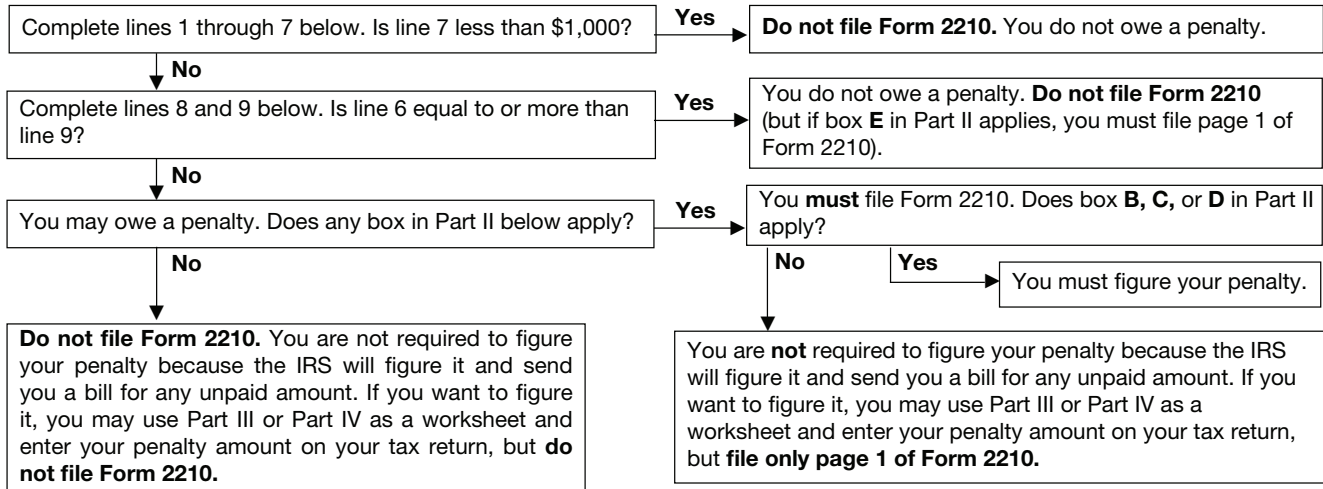 Complete lines 1 through 7 below. Is line 7 less than $1,000?
Yes
Do not file Form 2210. You do not owe a penalty.
No
Complete lines 8 and 9 below. Is line 6 equal to or more than
line 9?
Yes
You do not owe a penalty. Do not file Form 2210
(but if box E in Part II applies, you must file page 1 of
Form 2210).
No
You may owe a penalty. Does any box in Part II below apply?
Yes
You must file Form 2210. Does box B, C, or D in Part II
apply?
No
No
Yes
You must figure your penalty.
Do not file Form 2210. You are not required to figure
your penalty because the IRS will figure it and send
you a bill for any unpaid amount. If you want to figure
it, you may use Part III or Part IV as a worksheet and
enter your penalty amount on your tax return, but do
not file Form 2210.
You are not required to figure your penalty because the IRS
will figure it and send you a bill for any unpaid amount. If you
want to figure it, you may use Part III or Part IV as a
worksheet and enter your penalty amount on your tax return,
but file only page 1 of Form 2210.